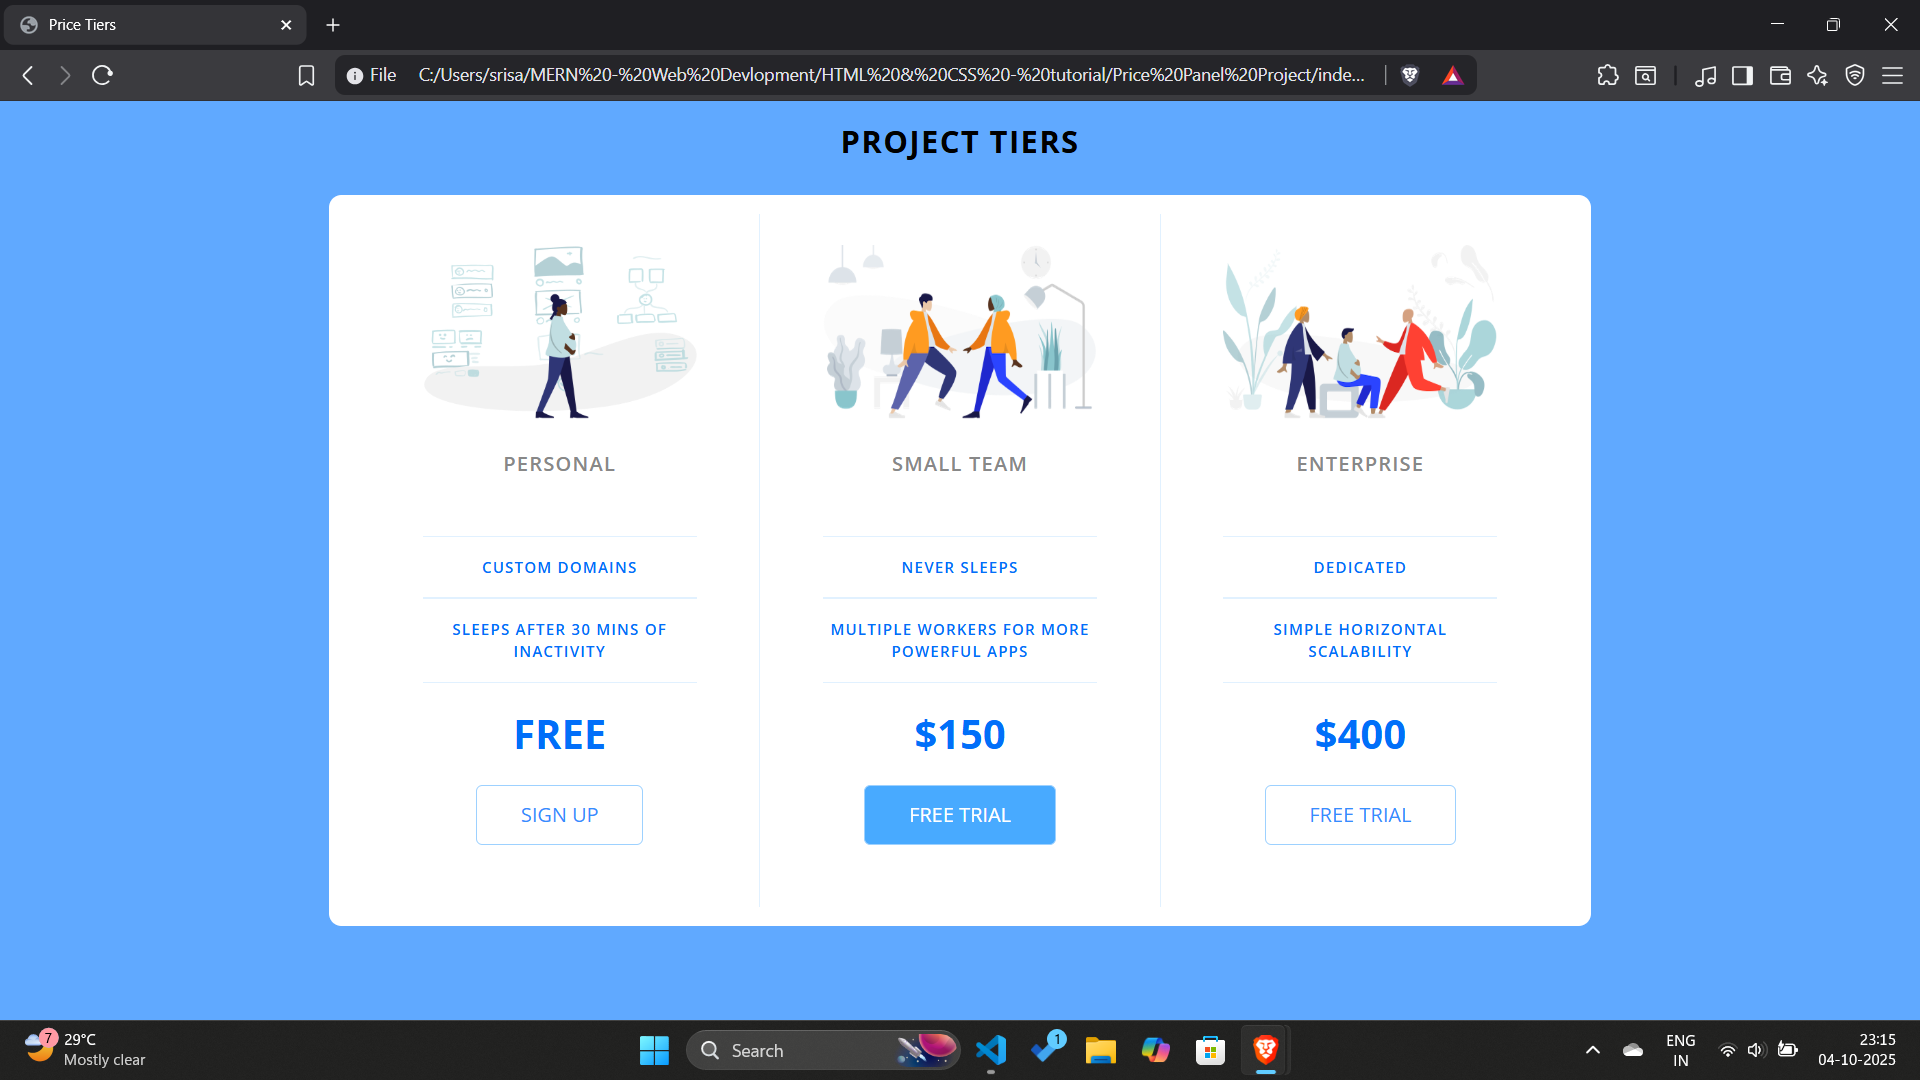 Price Tiers
File
C:/Users/srisa/MERN%20-%20Web%20Devlopment/HTML%20&%20CSS%20-%20tutorial/Price%20Panel%20Project/inde...
PROJECT TIERS
PERSONAL
CUSTOM DOMAINS
SLEEPS AFTER 30 MINS OF
INACTIVITY
FREE
SIGN UP
SMALL TEAM
NEVER SLEEPS
MULTIPLE WORKERS FOR MORE
POWERFUL APPS
$150
FREE TRIAL
ENTERPRISE
DEDICATED
SIMPLE HORIZONTAL
SCALABILITY
$400
FREE TRIAL
7
29°C
Mostly clear
Search
1
ENG
IN
23:15
04-10-2025